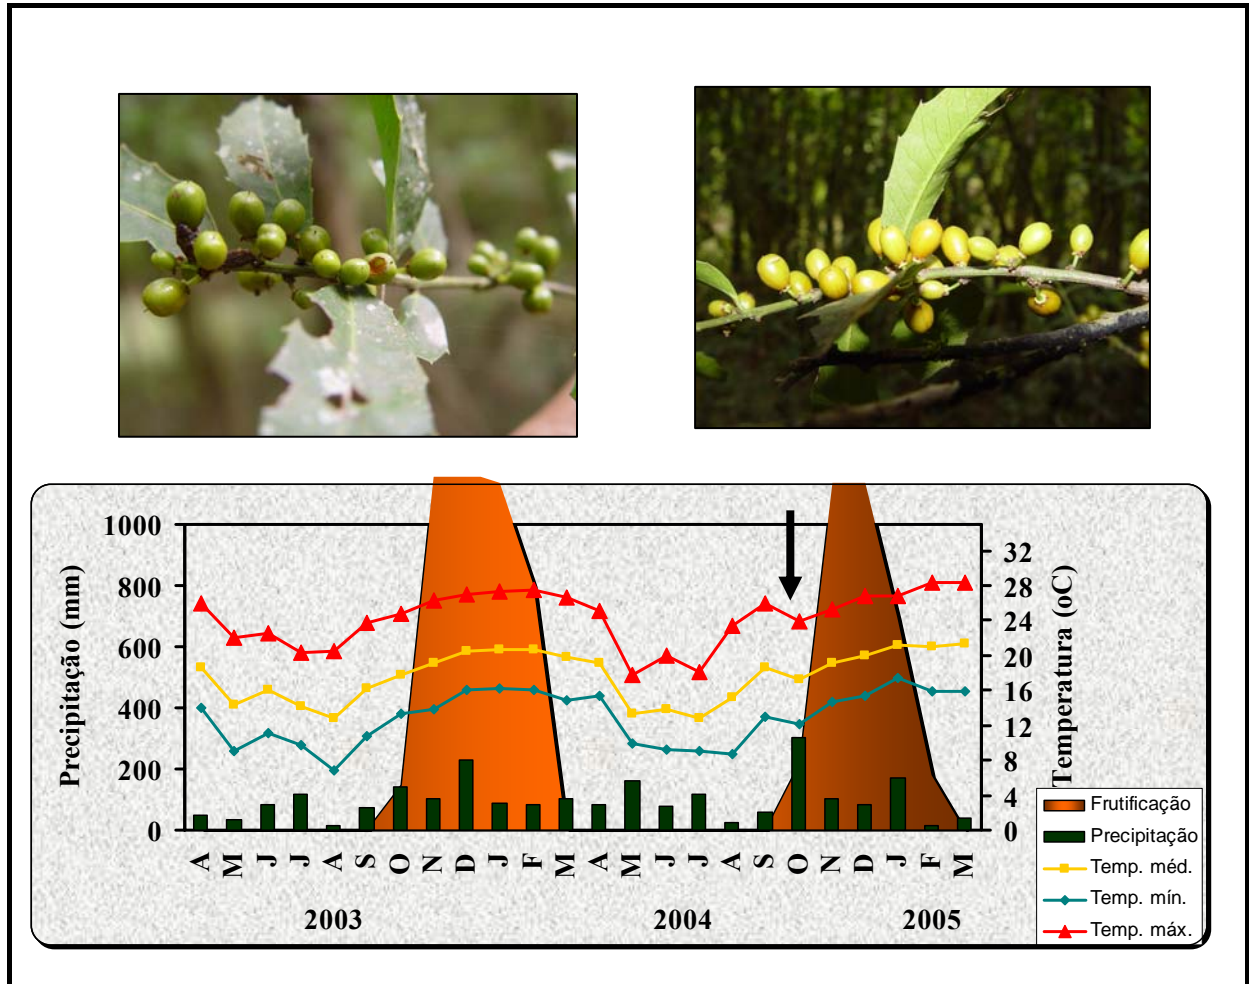 Precipitação (mm)
1000
800
600
400
200
0
32
28
24
20
16
12
8
4
0
Temperatura (oC)
A M J J A S O N D J F M A M J J A S O N D J F M
2003 2004 2005
Frutificação
Precipitação
Temp. méd.
Temp. mín.
Temp. máx.